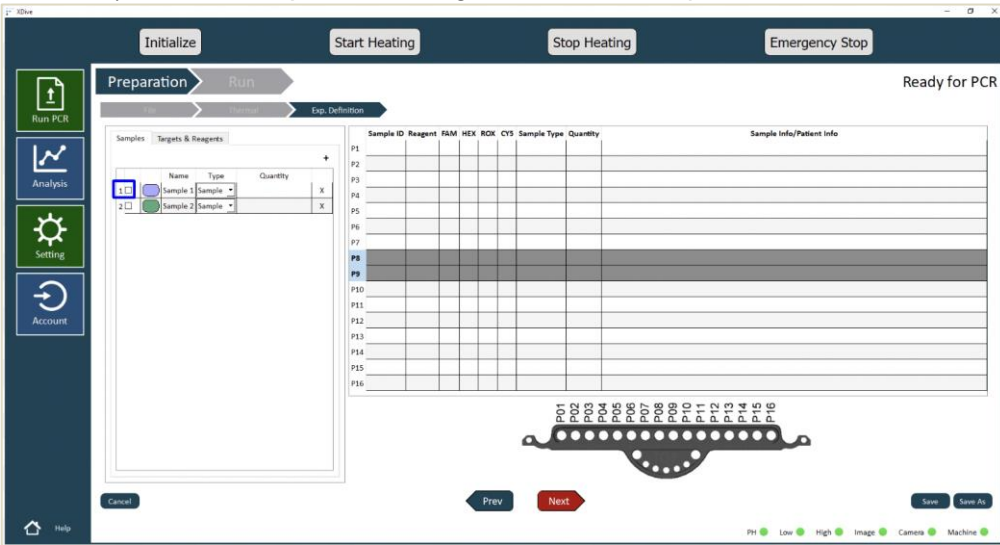 XDive
Initialize
Start Heating
Stop Heating
Emergency Stop
Run PCR
Analysis
Setting
Account
Help
Preparation
Run
Ready for PCR
File
Thermal
Exp. Definition
Samples
Targets & Reagents
+
Name Type Quantity
1 Sample 1 Sample X
2 Sample 2 Sample X
Sample ID Reagent FAM HEX ROX CY5 Sample Type Quantity Sample Info/Patient Info
P1
P2
P3
P4
P5
P6
P7
P8
P9
P10
P11
P12
P13
P14
P15
P16
P01 P02 P03 P04 P05 P06 P07 P08 P09 P10 P11 P12 P13 P14 P15 P16
Cancel
Prev
Next
Save
Save As
PH Low High Image Camera Machine